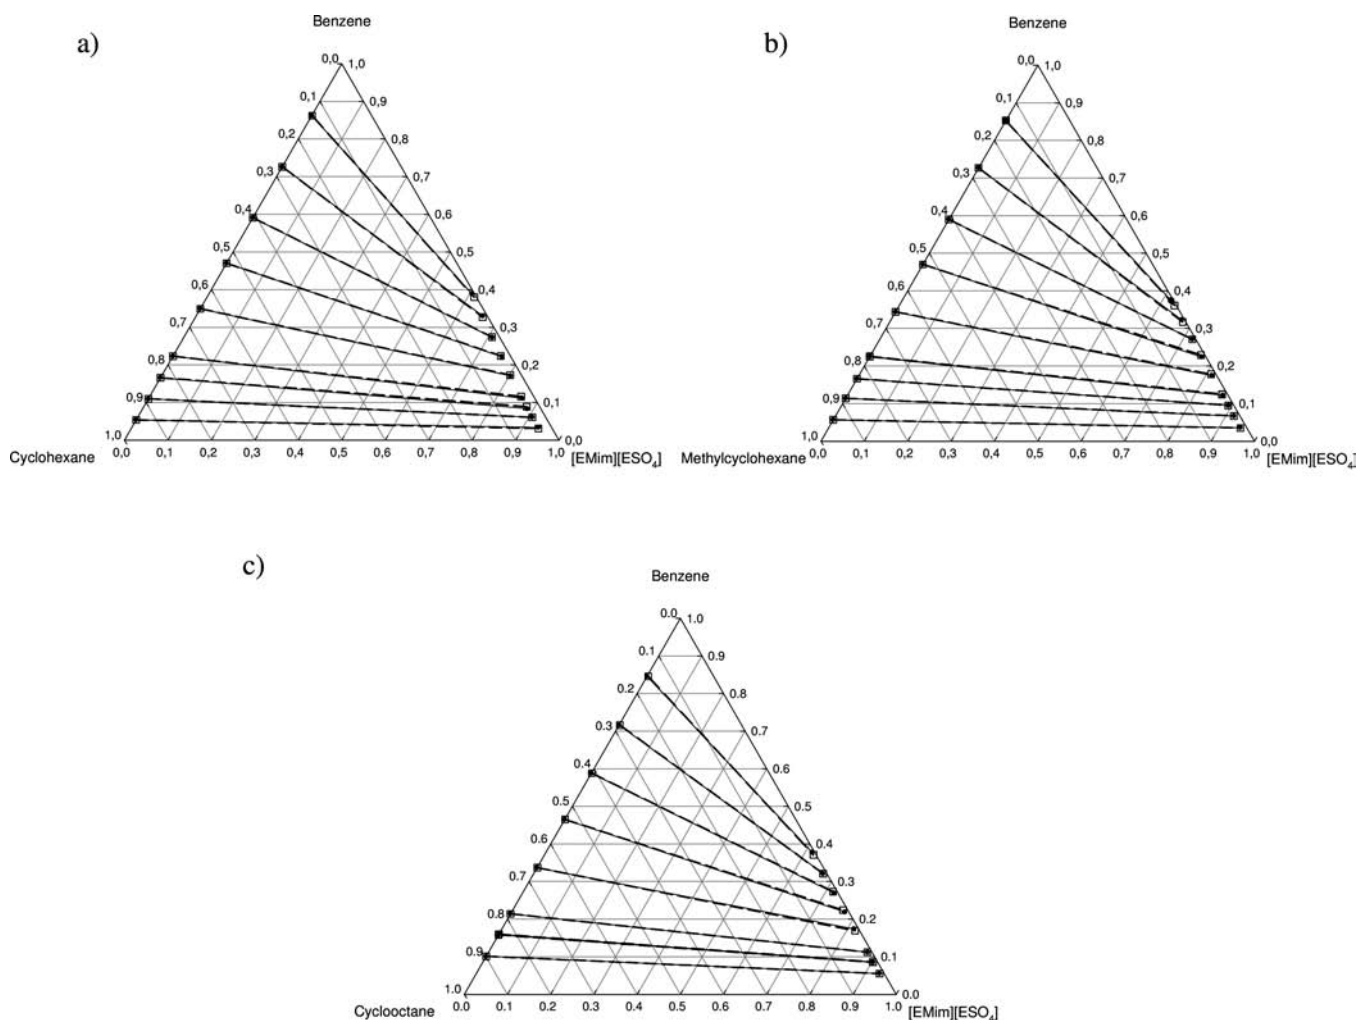 a)
Benzene
0,0 1,0
0,1 0,9
0,2 0,8
0,3 0,7
0,4 0,6
0,5 0,5
0,6 0,4
0,7 0,3
0,8 0,2
0,9 0,1
1,0 0,0
0,0 0,1 0,2 0,3 0,4 0,5 0,6 0,7 0,8 0,9 1,0
Cyclohexane [EMim][ESO₄]
b)
Benzene
0,0 1,0
0,1 0,9
0,2 0,8
0,3 0,7
0,4 0,6
0,5 0,5
0,6 0,4
0,7 0,3
0,8 0,2
0,9 0,1
1,0 0,0
0,0 0,1 0,2 0,3 0,4 0,5 0,6 0,7 0,8 0,9 1,0
Methylcyclohexane [EMim][ESO₄]
c)
Benzene
0.0 1.0
0.1 0.9
0.2 0.8
0.3 0.7
0.4 0.6
0.5 0.5
0.6 0.4
0.7 0.3
0.8 0.2
0.9 0.1
1.0 0.0
0.0 0.1 0.2 0.3 0.4 0.5 0.6 0.7 0.8 0.9 1.0
Cyclooctane [EMim][ESO₄]